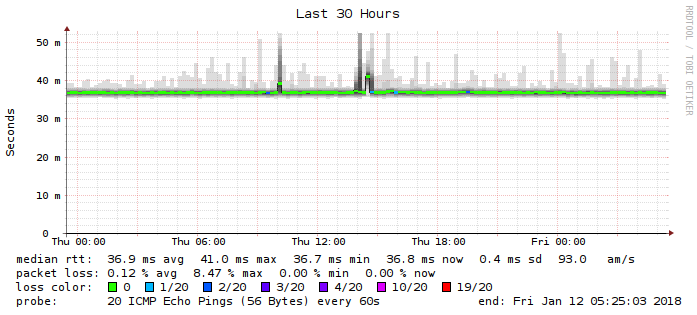 Last 30 Hours
RRDTOOL / TOBI OETIKER
Seconds
50 m
40 m
30 m
20 m
10 m
0
Thu 00:00 Thu 06:00 Thu 12:00 Thu 18:00 Fri 00:00
median rtt: 36.9 ms avg 41.0 ms max 36.7 ms min 36.8 ms now 0.4 ms sd 93.0 am/s
packet loss: 0.12 % avg 8.47 % max 0.00 % min 0.00 % now
loss color: 0 1/20 2/20 3/20 4/20 10/20 19/20
probe: 20 ICMP Echo Pings (56 Bytes) every 60s end: Fri Jan 12 05:25:03 2018